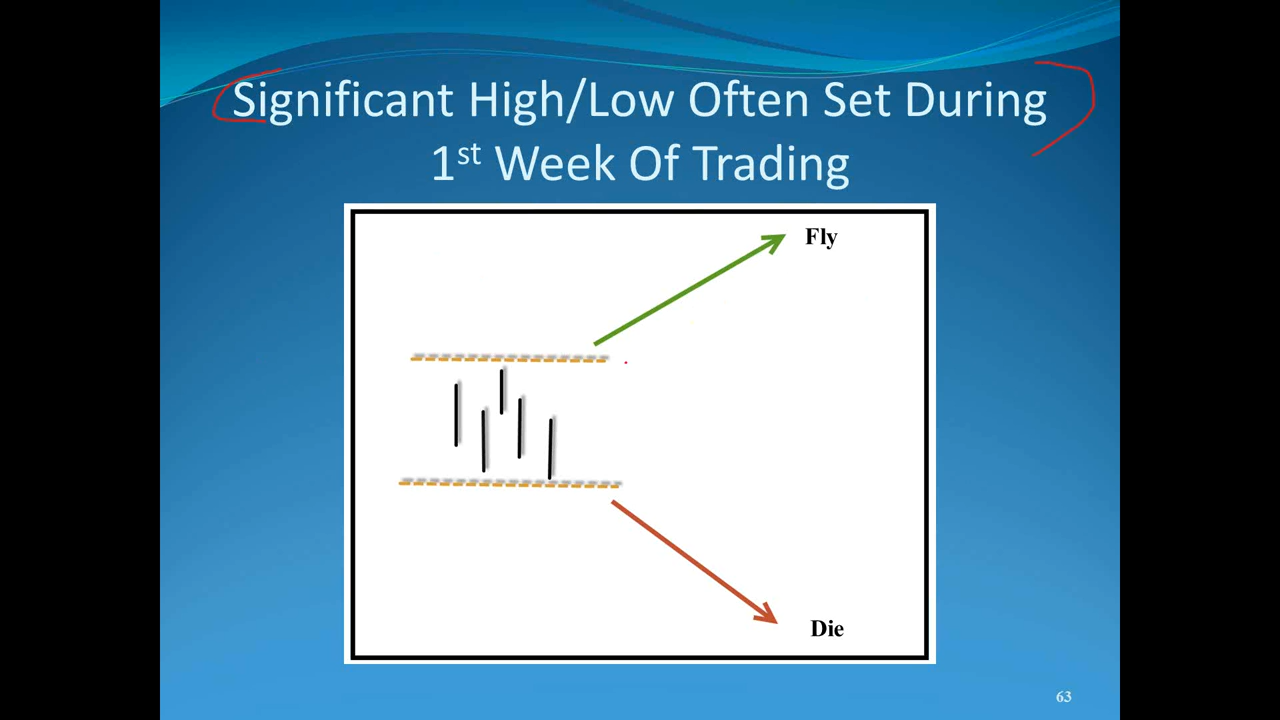 Significant High/Low Often Set During
1st Week Of Trading
Fly
Die
63